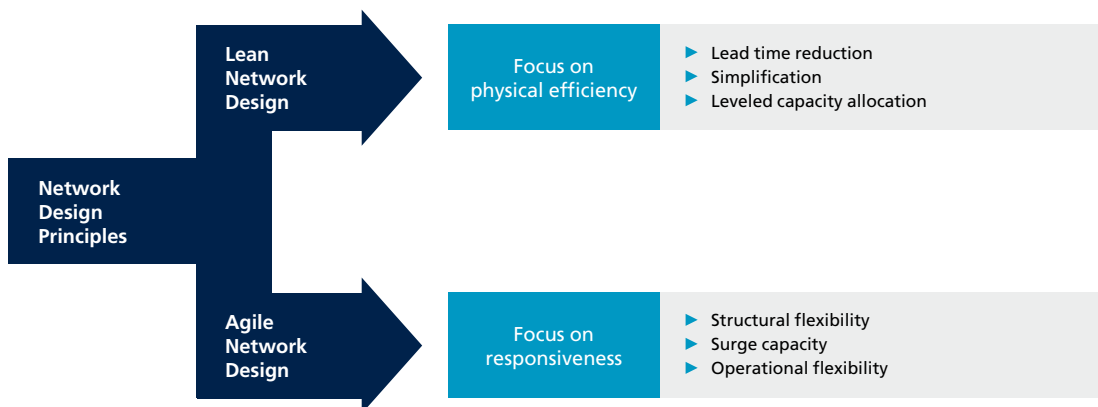 Lean
Network
Design
Focus on
physical efficiency
Lead time reduction
Simplification
Leveled capacity allocation
Network
Design
Principles
Agile
Network
Design
Focus on
responsiveness
Structural flexibility
Surge capacity
Operational flexibility